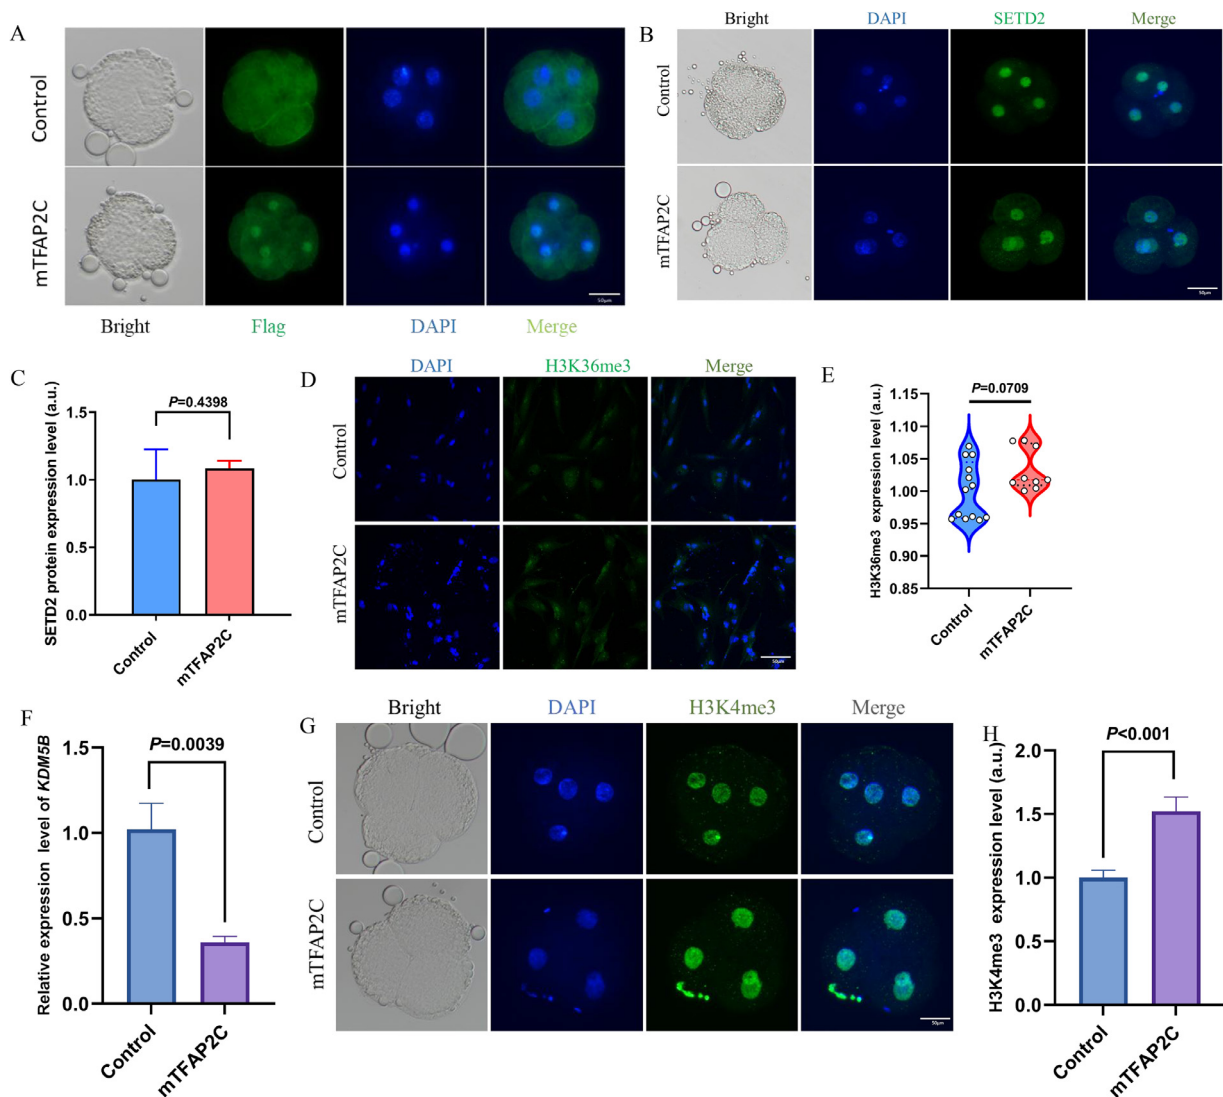 A
Control
mTFAP2C
50μm
Bright Flag DAPI Merge
B
Bright DAPI SETD2 Merge
Control
mTFAP2C
50μm
C
SETD2 protein expression level (a.u.)
P=0.4398
1.5
1.0
0.5
0.0
Control
mTFAP2C
D
DAPI H3K36me3 Merge
Control
mTFAP2C
50μm
E
H3K36me3 expression level (a.u.)
P=0.0709
1.15
1.10
1.05
1.00
0.95
0.90
0.85
Control
mTFAP2C
F
Relative expression level of KDM5B
P=0.0039
1.5
1.0
0.5
0.0
Control
mTFAP2C
G
Bright DAPI H3K4me3 Merge
Control
mTFAP2C
50μm
H
H3K4me3 expression level (a.u.)
P<0.001
2.0
1.5
1.0
0.5
0.0
Control
mTFAP2C